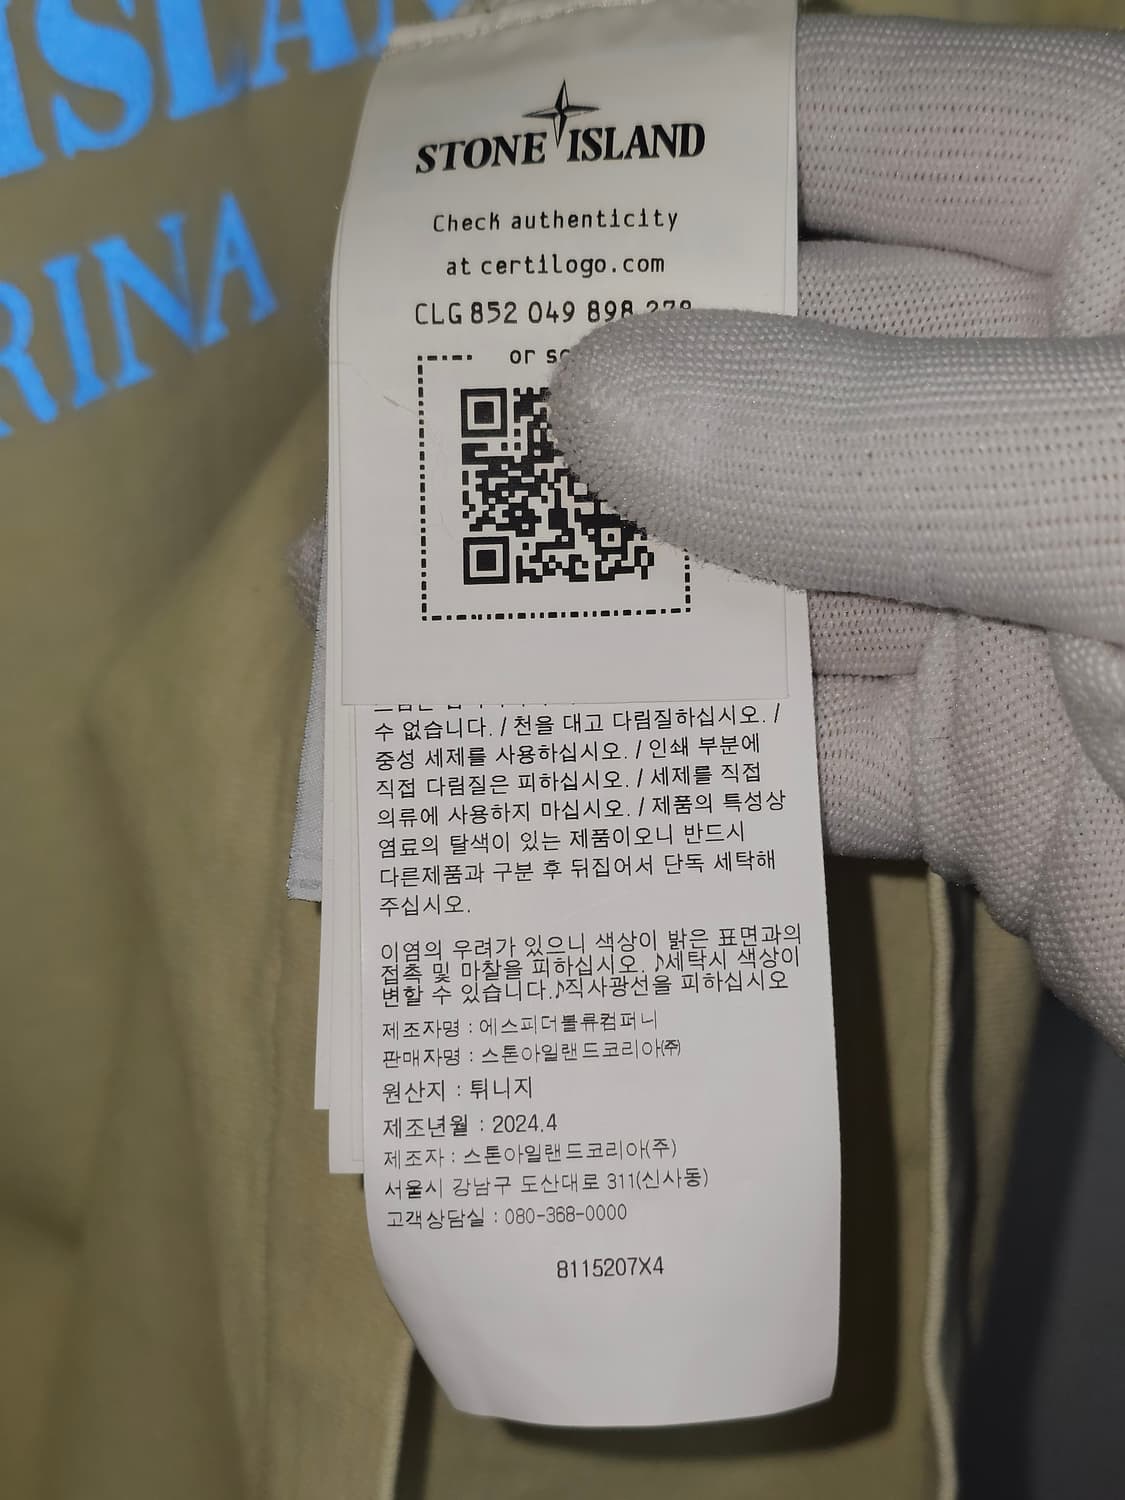 RINA
STONE ISLAND
Check authenticity
at certilogo.com
CLG 852 049 898 278
or
수 없습니다. / 천을 대고 다림질하십시오. /
중성 세제를 사용하십시오. / 인쇄 부분에
직접 다림질은 피하십시오. / 세제를 직접
의류에 사용하지 마십시오. / 제품의 특성상
염료의 탈색이 있는 제품이오니 반드시
다른제품과 구분 후 뒤집어서 단독 세탁해
주십시오.
이염의 우려가 있으니 색상이 밝은 표면과의
접촉 및 마찰을 피하십시오. ♪세탁시 색상이
변할 수 있습니다.♪직사광선을 피하십시오
제조자명 : 에스피더블류컴퍼니
판매자명 : 스톤아일랜드코리아㈜
원산지 : 튀니지
제조년월 : 2024.4
제조자 : 스톤아일랜드코리아(주)
서울시 강남구 도산대로 311(신사동)
고객상담실 : 080-368-0000
8115207X4